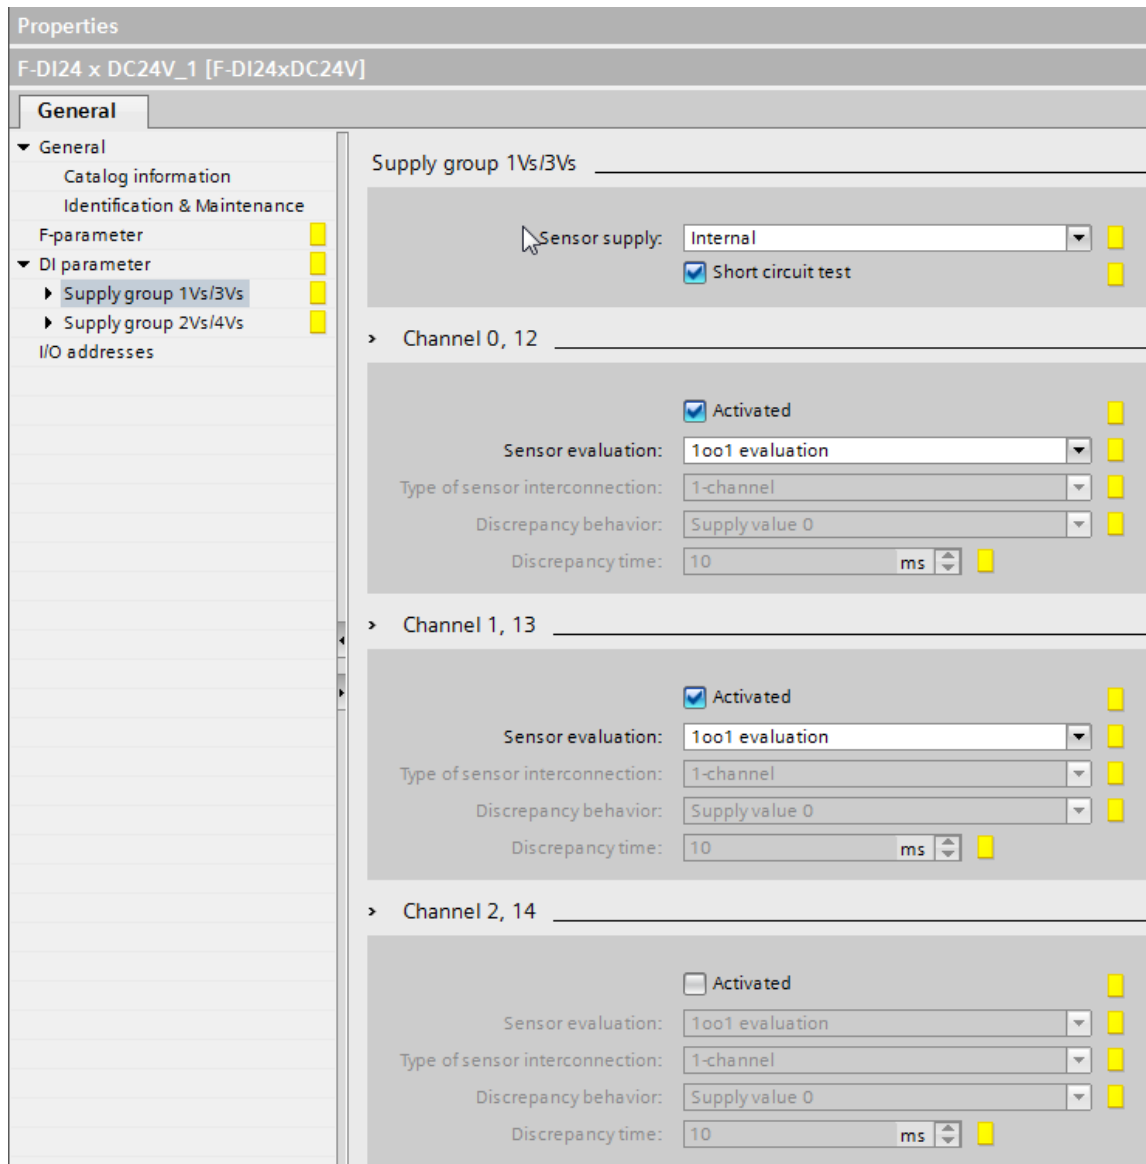 Properties
F-DI24 x DC24V_1 [F-DI24xDC24V]
General
General
Catalog information
Identification & Maintenance
F-parameter
DI parameter
Supply group 1Vs/3Vs
Supply group 2Vs/4Vs
I/O addresses
Supply group 1Vs/3Vs
Sensor supply: Internal
Short circuit test
Channel 0, 12
Activated
Sensor evaluation: 1oo1 evaluation
Type of sensor interconnection: 1-channel
Discrepancy behavior: Supply value 0
Discrepancy time: 10 ms
Channel 1, 13
Activated
Sensor evaluation: 1oo1 evaluation
Type of sensor interconnection: 1-channel
Discrepancy behavior: Supply value 0
Discrepancy time: 10 ms
Channel 2, 14
Activated
Sensor evaluation: 1oo1 evaluation
Type of sensor interconnection: 1-channel
Discrepancy behavior: Supply value 0
Discrepancy time: 10 ms